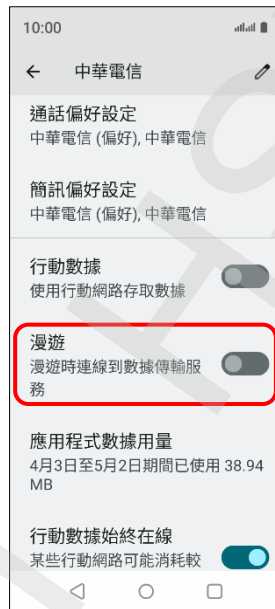 10:00
中華電信
通話偏好設定
中華電信 (偏好), 中華電信
簡訊偏好設定
中華電信 (偏好), 中華電信
行動數據
使用行動網路存取數據
漫遊
漫遊時連線到數據傳輸服
務
應用程式數據用量
4月3日至5月2日期間已使用 38.94
MB
行動數據始終在線
某些行動網路可能消耗較